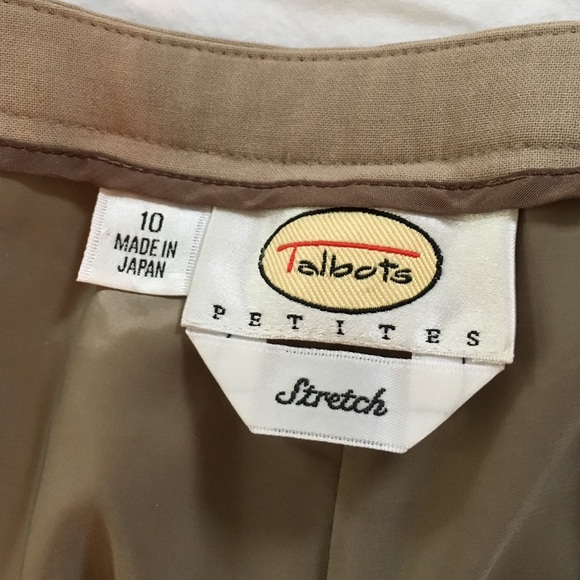 10
MADE IN
JAPAN
Talbots
PETITES
Stretch